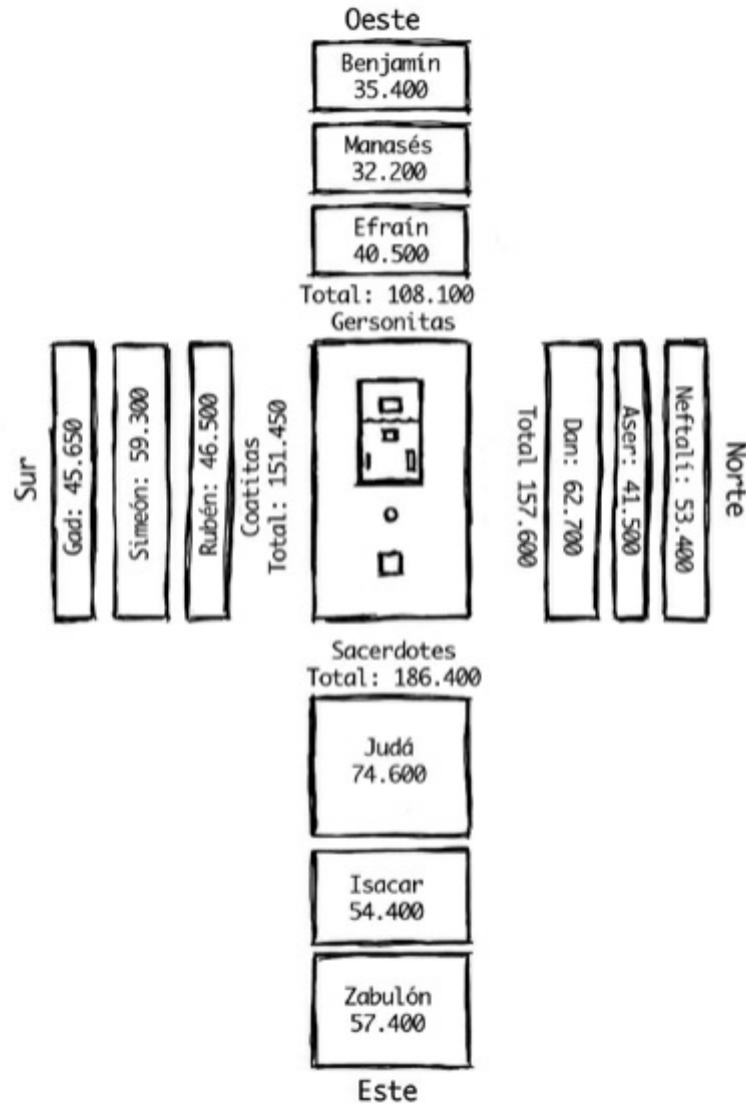 Oeste
Benjamín
35.400
Manasés
32.200
Efraín
40.500
Total: 108.100
Gersonitas
Sur
Gad: 45.650
Simeón: 59.300
Rubén: 46.500
Coatitas
Total: 151.450
Total 157.600
Dan: 62.700
Aser: 41.500
Neftalí: 53.400
Norte
Sacerdotes
Total: 186.400
Judá
74.600
Isacar
54.400
Zabulón
57.400
Este